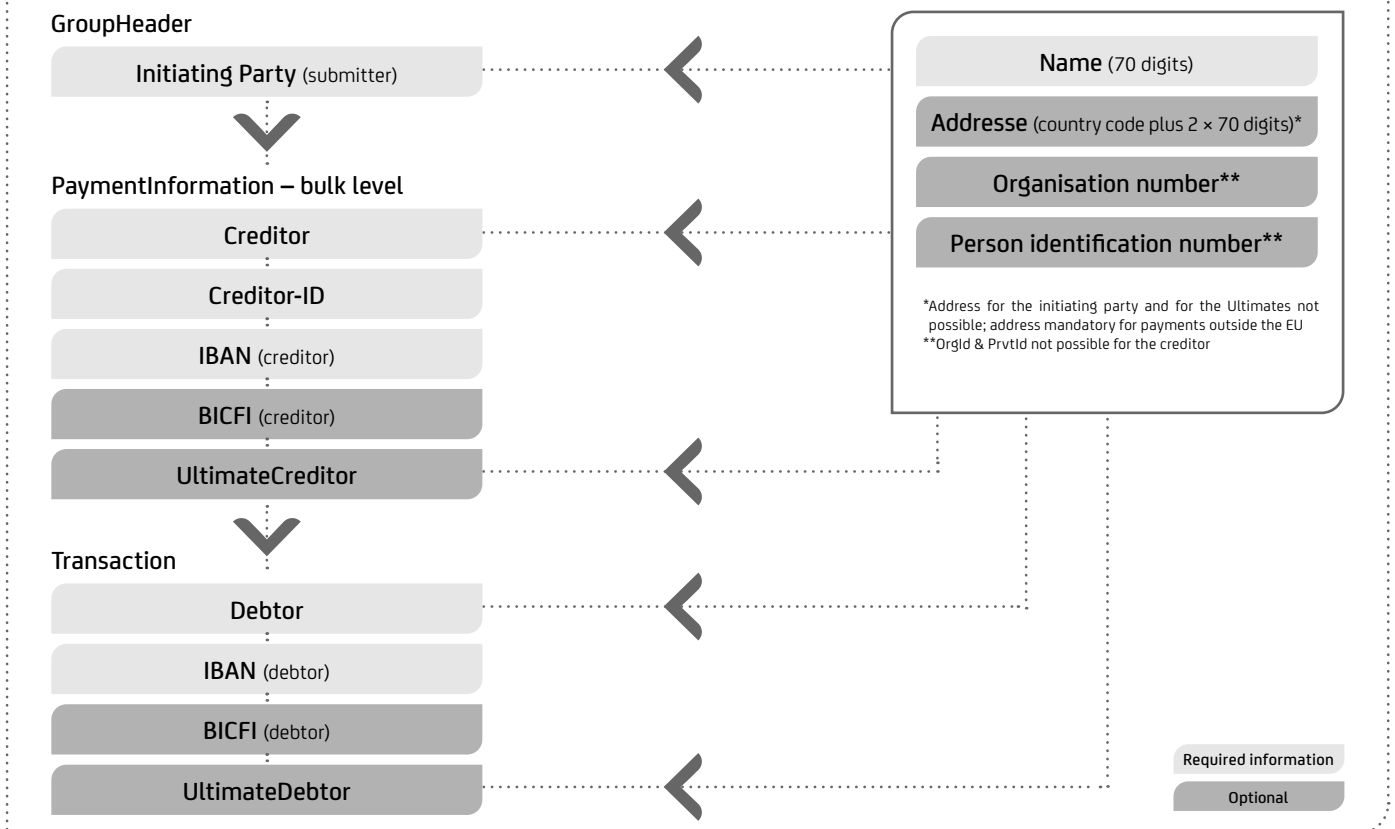 GroupHeader
Initiating Party (submitter)
PaymentInformation – bulk level
Creditor
Creditor-ID
IBAN (creditor)
BICFI (creditor)
UltimateCreditor
Transaction
Debtor
IBAN (debtor)
BICFI (debtor)
UltimateDebtor
Name (70 digits)
Addresse (country code plus 2 × 70 digits)*
Organisation number**
Person identification number**
*Address for the initiating party and for the Ultimates not
possible; address mandatory for payments outside the EU
**OrgId & PrvtId not possible for the creditor
Required information
Optional